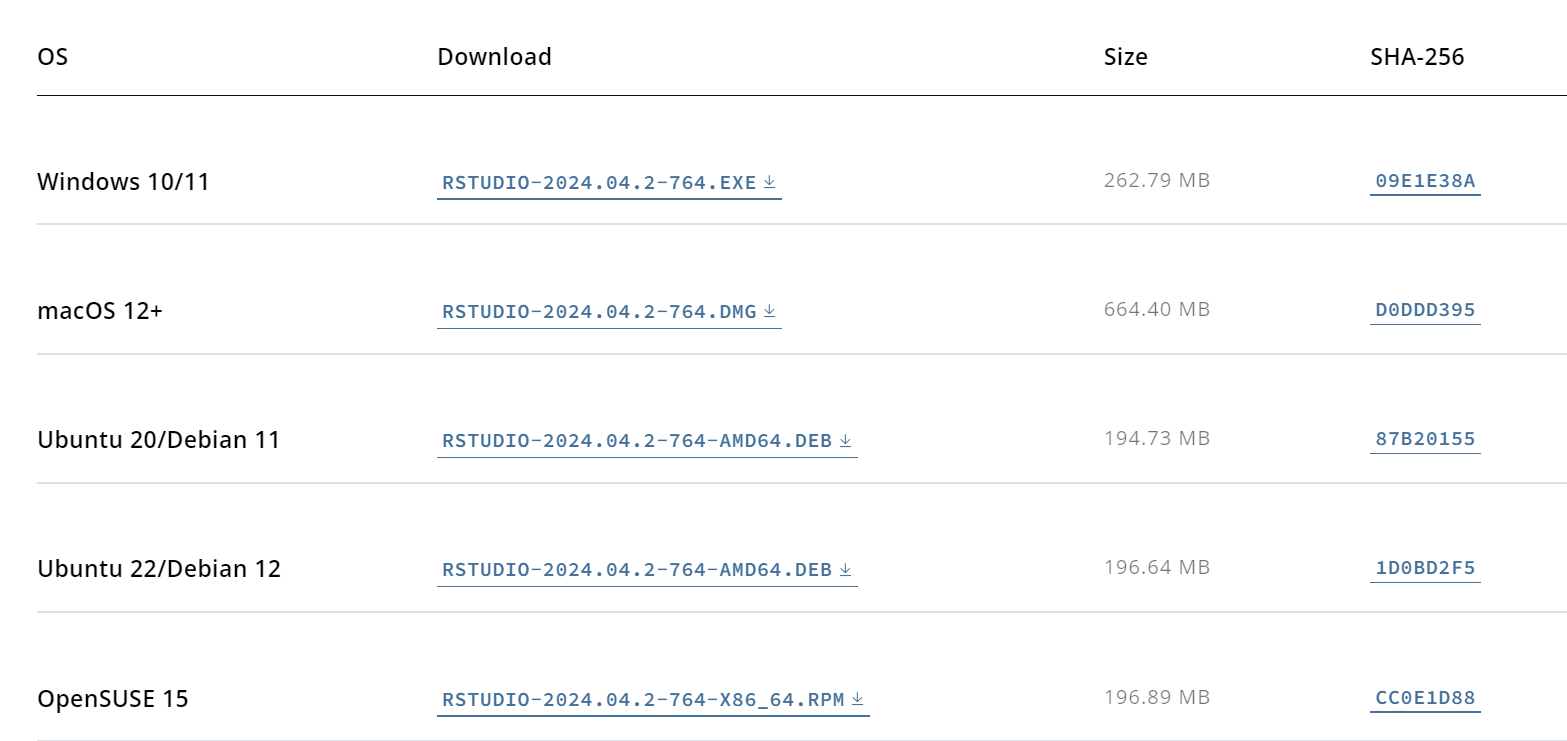 OS Download Size SHA-256
Windows 10/11 RSTUDIO-2024.04.2-764.EXE 262.79 MB 09E1E38A
macOS 12+ RSTUDIO-2024.04.2-764.DMG 664.40 MB D0DDD395
Ubuntu 20/Debian 11 RSTUDIO-2024.04.2-764-AMD64.DEB 194.73 MB 87B20155
Ubuntu 22/Debian 12 RSTUDIO-2024.04.2-764-AMD64.DEB 196.64 MB 1D0BD2F5
OpenSUSE 15 RSTUDIO-2024.04.2-764-X86_64.RPM 196.89 MB CC0E1D88